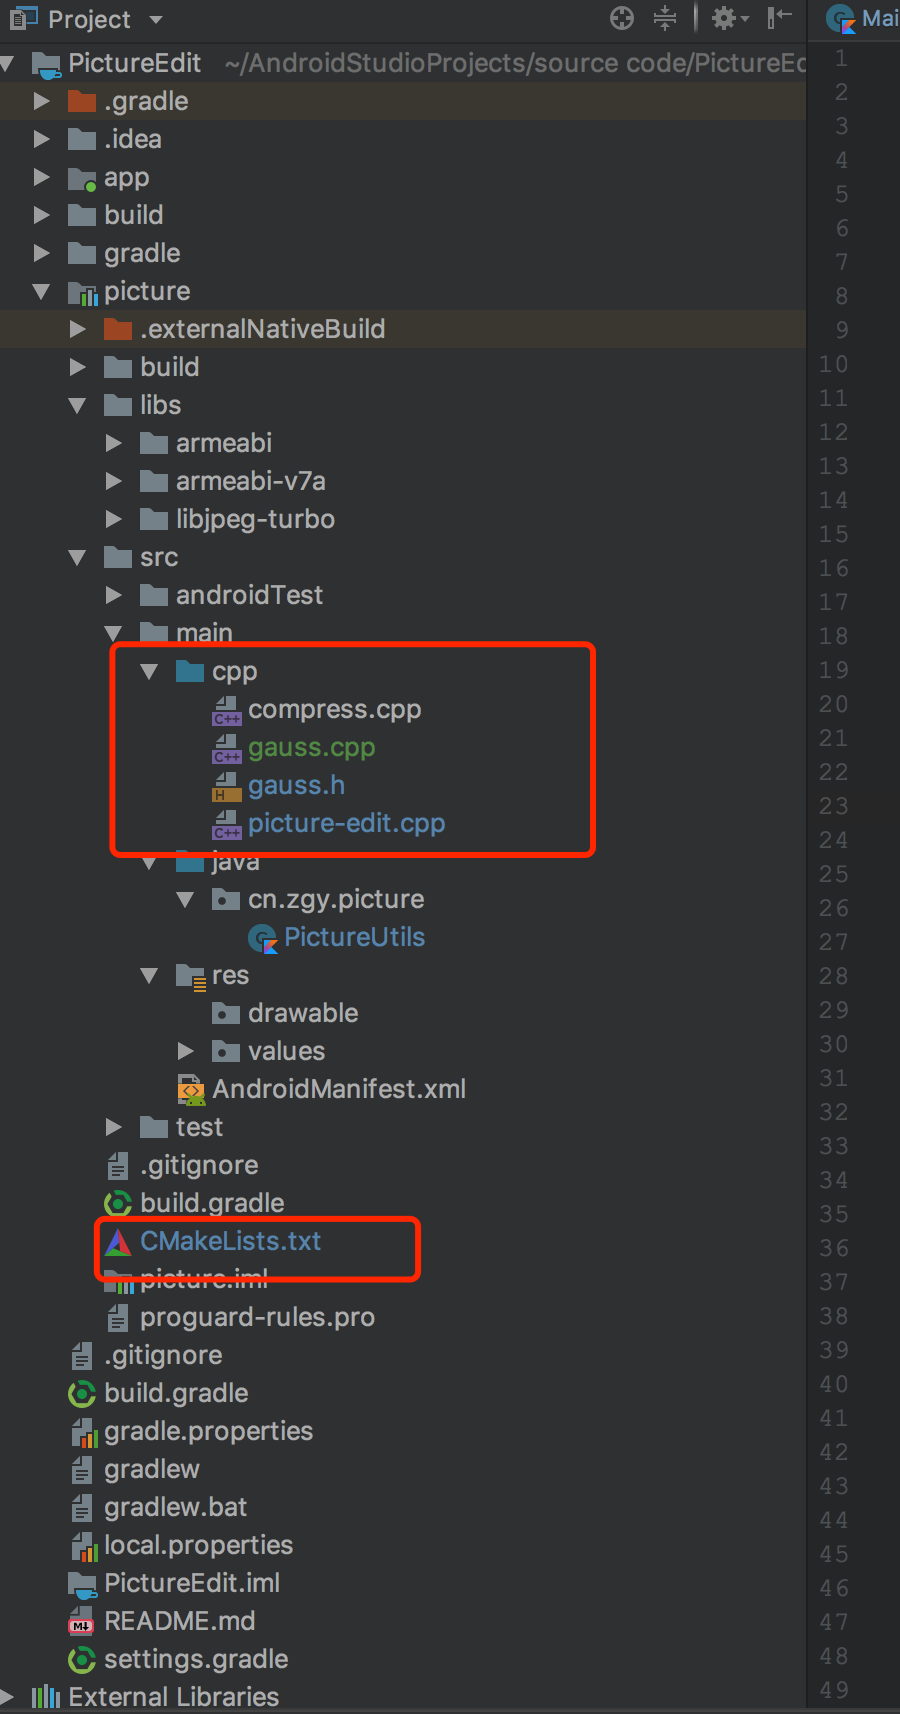 Project
Mai
PictureEdit ~/AndroidStudioProjects/source code/PictureEd
.gradle
.idea
app
build
gradle
picture
.externalNativeBuild
build
libs
armeabi
armeabi-v7a
libjpeg-turbo
src
androidTest
main
cpp
C++ compress.cpp
C++ gauss.cpp
H gauss.h
C++ picture-edit.cpp
java
cn.zgy.picture
PictureUtils
res
drawable
values
AndroidManifest.xml
test
.gitignore
build.gradle
CMakeLists.txt
picture.iml
proguard-rules.pro
.gitignore
build.gradle
gradle.properties
gradlew
gradlew.bat
local.properties
PictureEdit.iml
README.md
settings.gradle
External Libraries
1
2
3
4
5
6
7
8
9
10
11
12
13
14
15
16
17
18
19
20
21
22
23
24
25
26
27
28
29
30
31
32
33
34
35
36
37
38
39
40
41
42
43
44
45
46
47
48
49